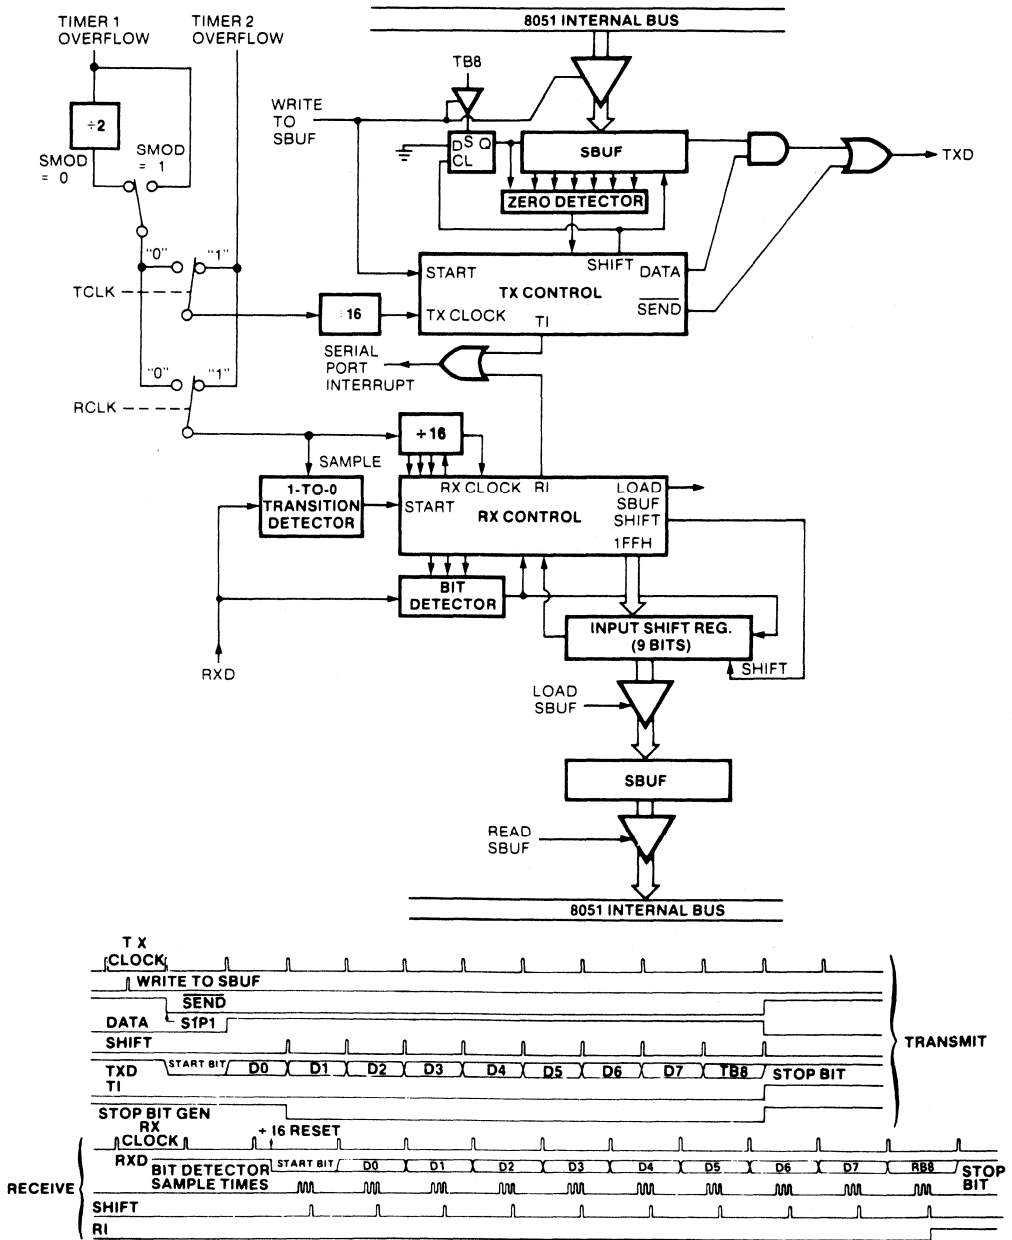 TIMER 1
OVERFLOW
TIMER 2
OVERFLOW
8051 INTERNAL BUS
TB8
WRITE
TO
SBUF
÷2
SMOD
= 0
SMOD
= 1
D S Q
CL
SBUF
TXD
ZERO DETECTOR
"0"
"1"
TCLK
START
SHIFT
DATA
TX CONTROL
SEND
TX CLOCK
TI
16
SERIAL
PORT
INTERRUPT
"0"
"1"
RCLK
÷16
SAMPLE
1-TO-0
TRANSITION
DETECTOR
RX CLOCK
RI
START
RX CONTROL
LOAD
SBUF
SHIFT
1FFH
BIT
DETECTOR
INPUT SHIFT REG.
(9 BITS)
SHIFT
RXD
LOAD
SBUF
SBUF
READ
SBUF
8051 INTERNAL BUS
TX
CLOCK
WRITE TO SBUF
SEND
DATA
S1P1
SHIFT
TRANSMIT
TXD
START BIT
D0
D1
D2
D3
D4
D5
D6
D7
TB8
STOP BIT
TI
STOP BIT GEN
RX
CLOCK
÷16 RESET
RXD
START BIT
D0
D1
D2
D3
D4
D5
D6
D7
RB8
STOP
BIT
BIT DETECTOR
SAMPLE TIMES
RECEIVE
SHIFT
RI